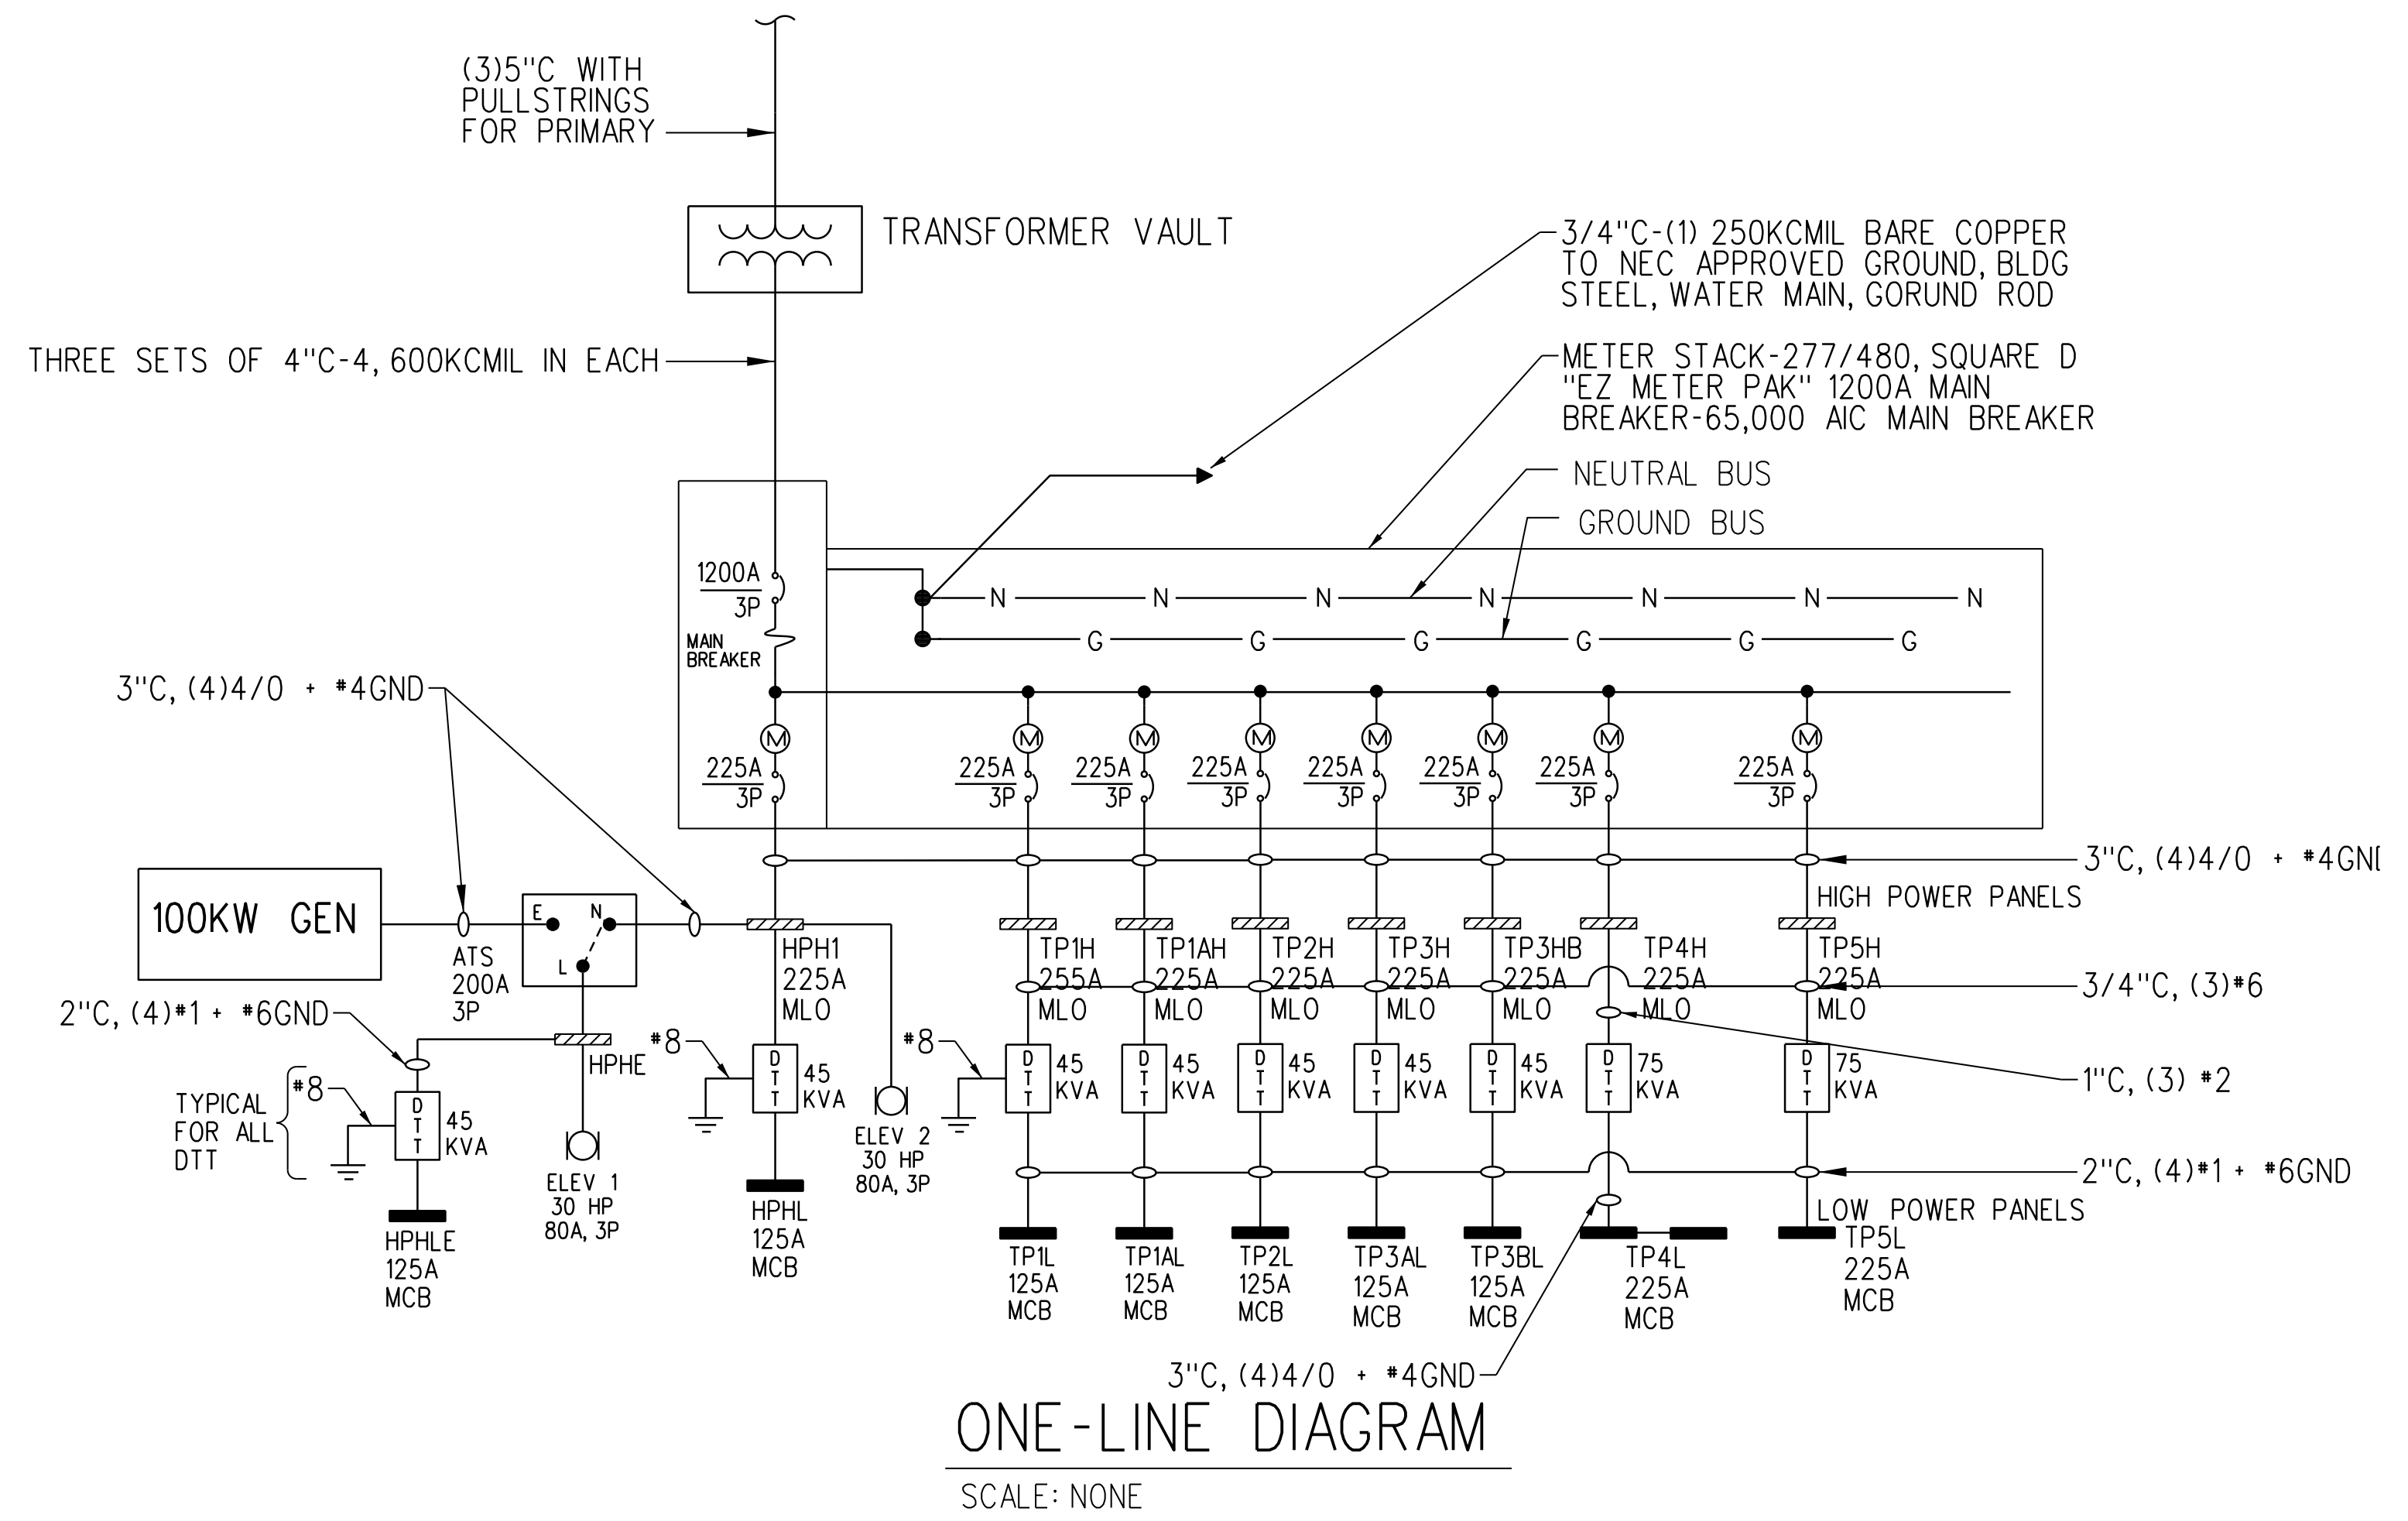 (3)5"C WITH
PULLSTRINGS
FOR PRIMARY
TRANSFORMER VAULT
3/4"C-(1) 250KCMIL BARE COPPER
TO NEC APPROVED GROUND, BLDG
STEEL, WATER MAIN, GORUND ROD
THREE SETS OF 4"C-4, 600KCMIL IN EACH
METER STACK-277/480, SQUARE D
"EZ METER PAK" 1200A MAIN
BREAKER-65,000 AIC MAIN BREAKER
NEUTRAL BUS
GROUND BUS
1200A
3P
MAIN
BREAKER
N N N N N N N
G G G G G G
3"C, (4)4/0 + #4GND
M M M M M M M M
225A 225A 225A 225A 225A 225A 225A 225A
3P 3P 3P 3P 3P 3P 3P 3P
3"C, (4)4/0 + #4GN
HIGH POWER PANELS
100KW GEN
E N
L
ATS
200A
3P
HPH1
225A
MLO
TP1H
255A
MLO
TP1AH
225A
MLO
TP2H
225A
MLO
TP3H
225A
MLO
TP3HB
225A
MLO
TP4H
225A
MLO
TP5H
225A
MLO
3/4"C, (3)#6
2"C, (4)#1 + #6GND
HPHE
#8
#8
#8
TYPICAL
FOR ALL
DTT
DTT
45
KVA
DTT
45
KVA
DTT
45
KVA
DTT
45
KVA
DTT
45
KVA
DTT
45
KVA
DTT
45
KVA
DTT
75
KVA
DTT
75
KVA
1"C, (3) #2
ELEV 1
30 HP
80A, 3P
ELEV 2
30 HP
80A, 3P
2"C, (4)#1 + #6GND
LOW POWER PANELS
HPHLE
125A
MCB
HPHL
125A
MCB
TP1L
125A
MCB
TP1AL
125A
MCB
TP2L
125A
MCB
TP3AL
125A
MCB
TP3BL
125A
MCB
TP4L
225A
MCB
TP5L
225A
MCB
3"C, (4)4/0 + #4GND
ONE-LINE DIAGRAM
SCALE: NONE